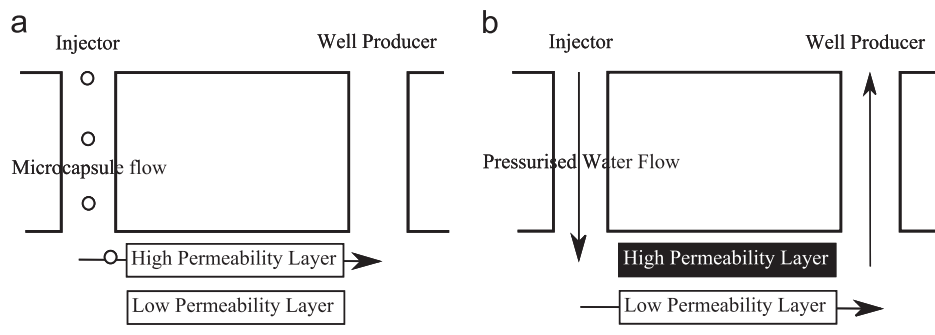 a
Injector
Well Producer
Microcapsule flow
High Permeability Layer
Low Permeability Layer
b
Injector
Well Producer
Pressurised Water Flow
High Permeability Layer
Low Permeability Layer